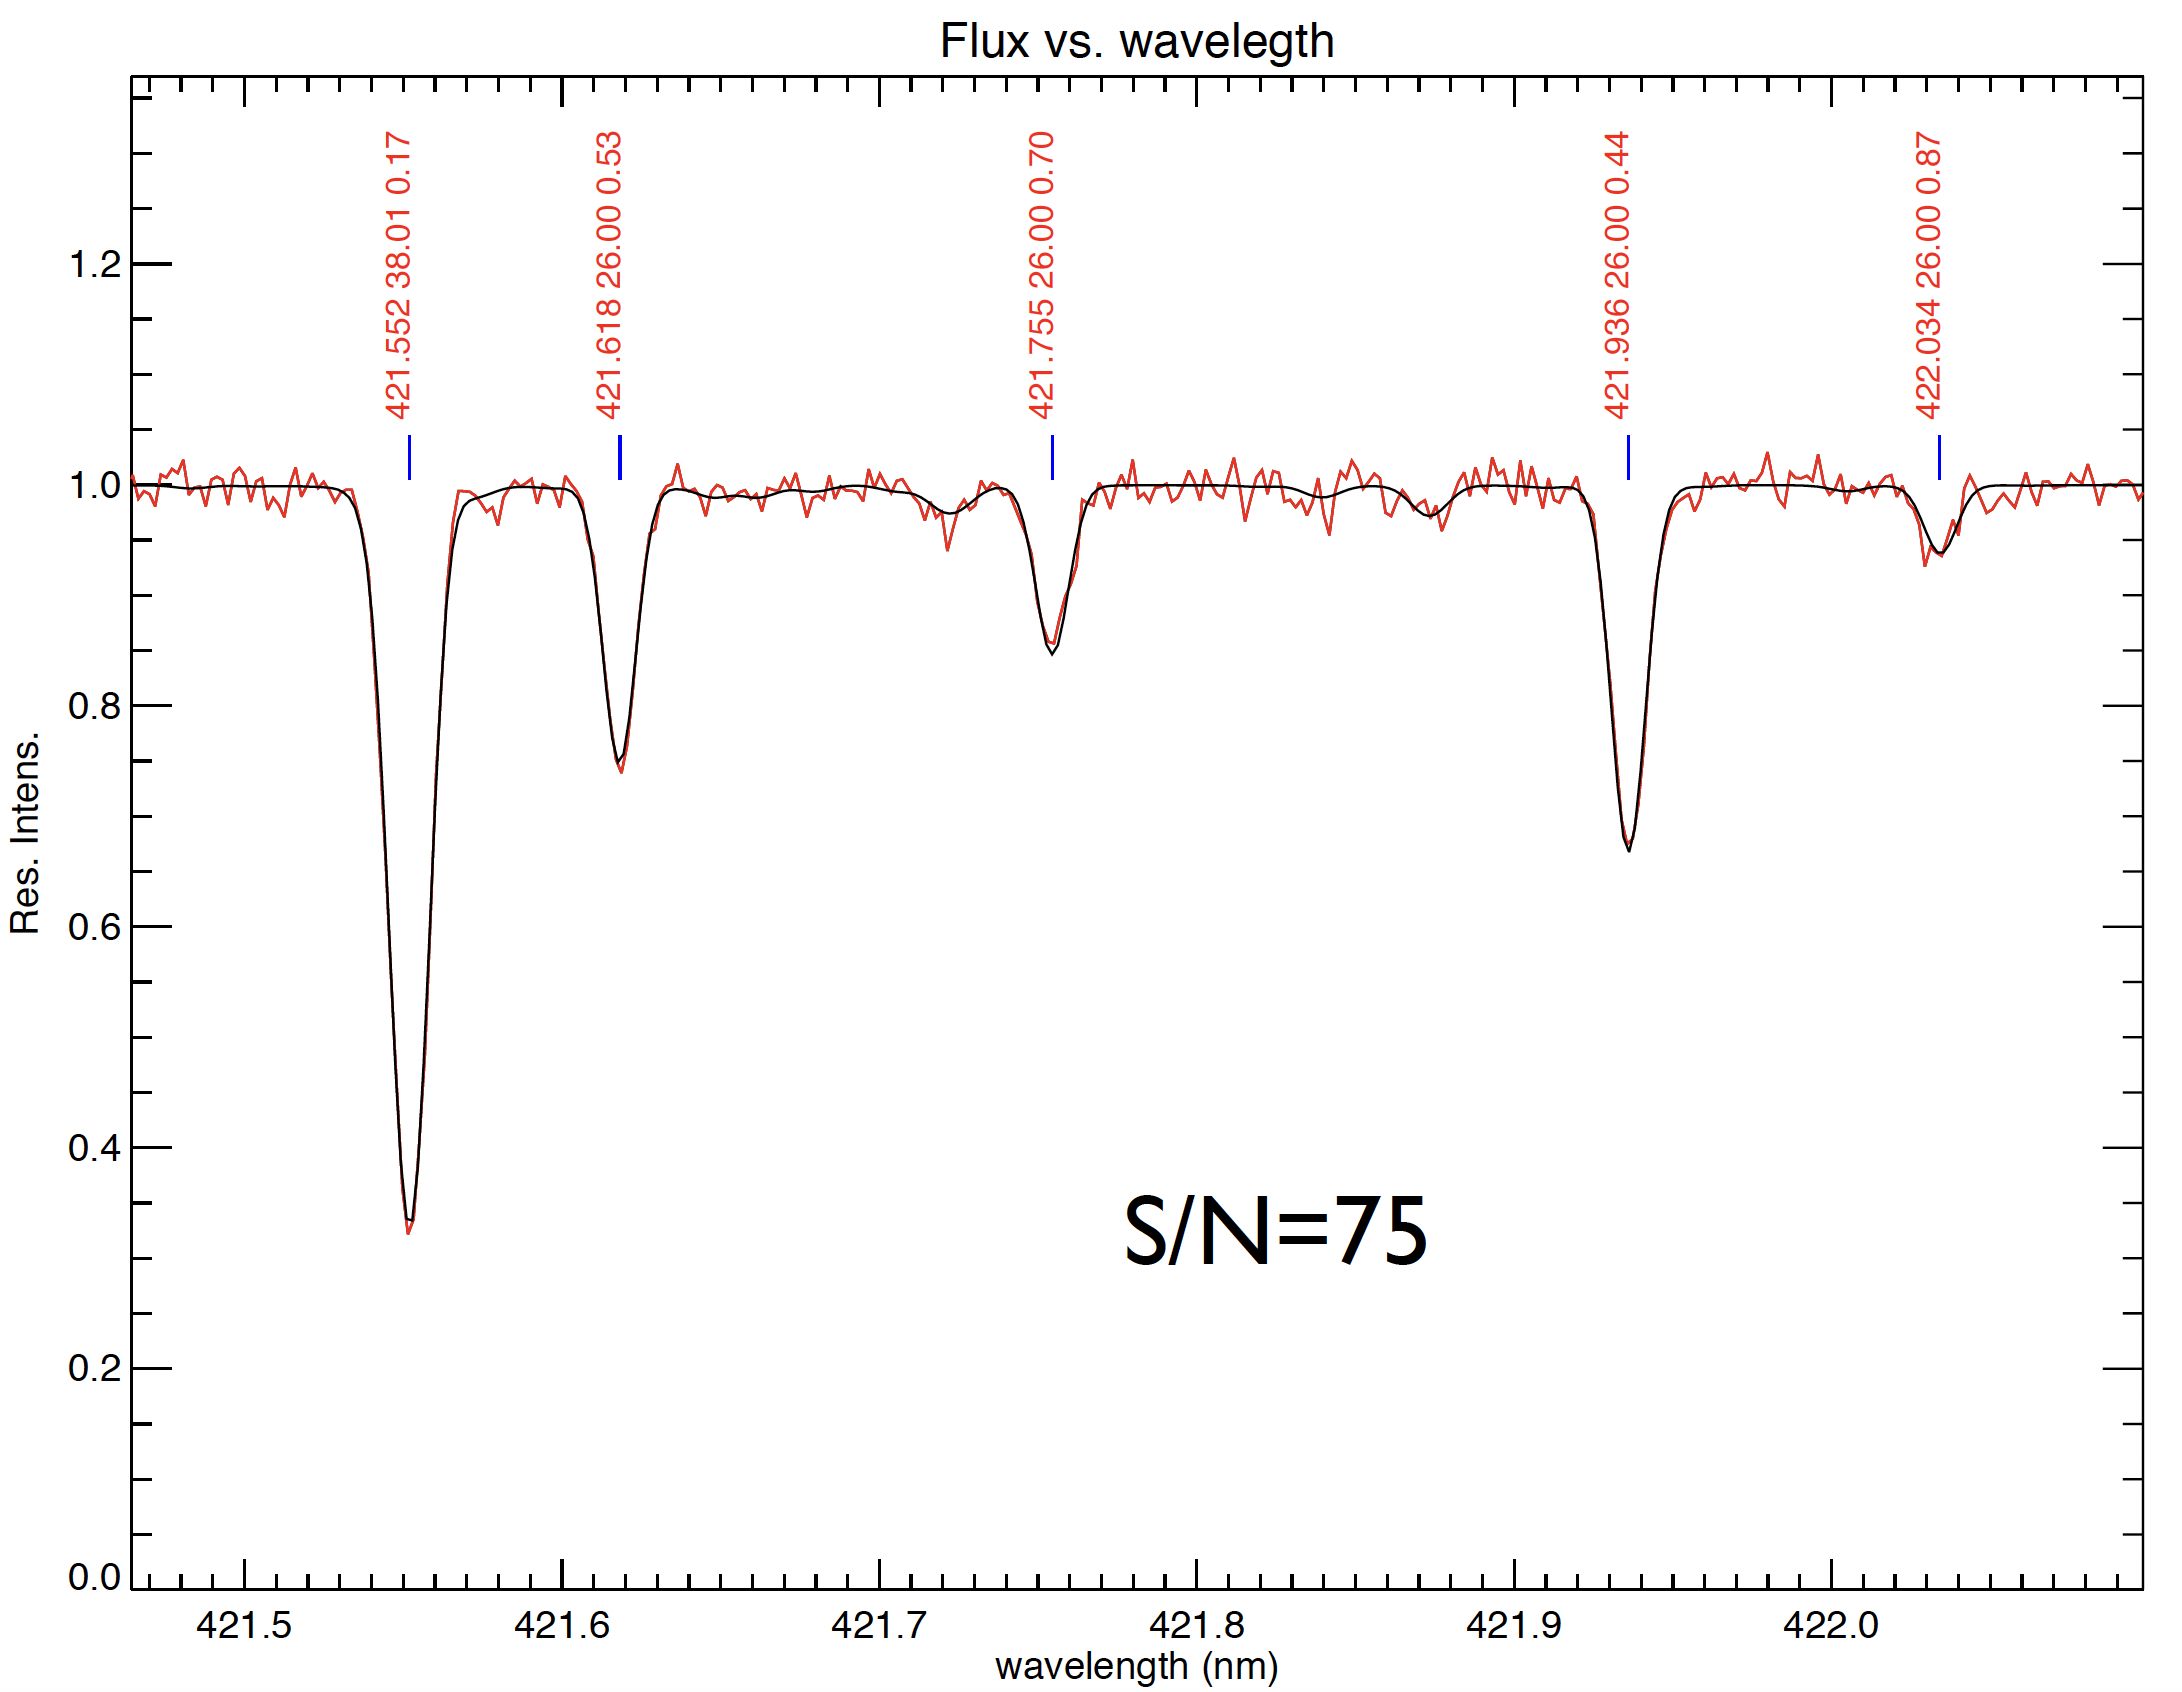 Flux vs. wavelegth
421.552 38.01 0.17
421.618 26.00 0.53
421.755 26.00 0.70
421.936 26.00 0.44
422.034 26.00 0.87
1.2
1.0
0.8
0.6
0.4
0.2
0.0
Res. Intens.
S/N=75
421.5 421.6 421.7 421.8 421.9 422.0
wavelength (nm)